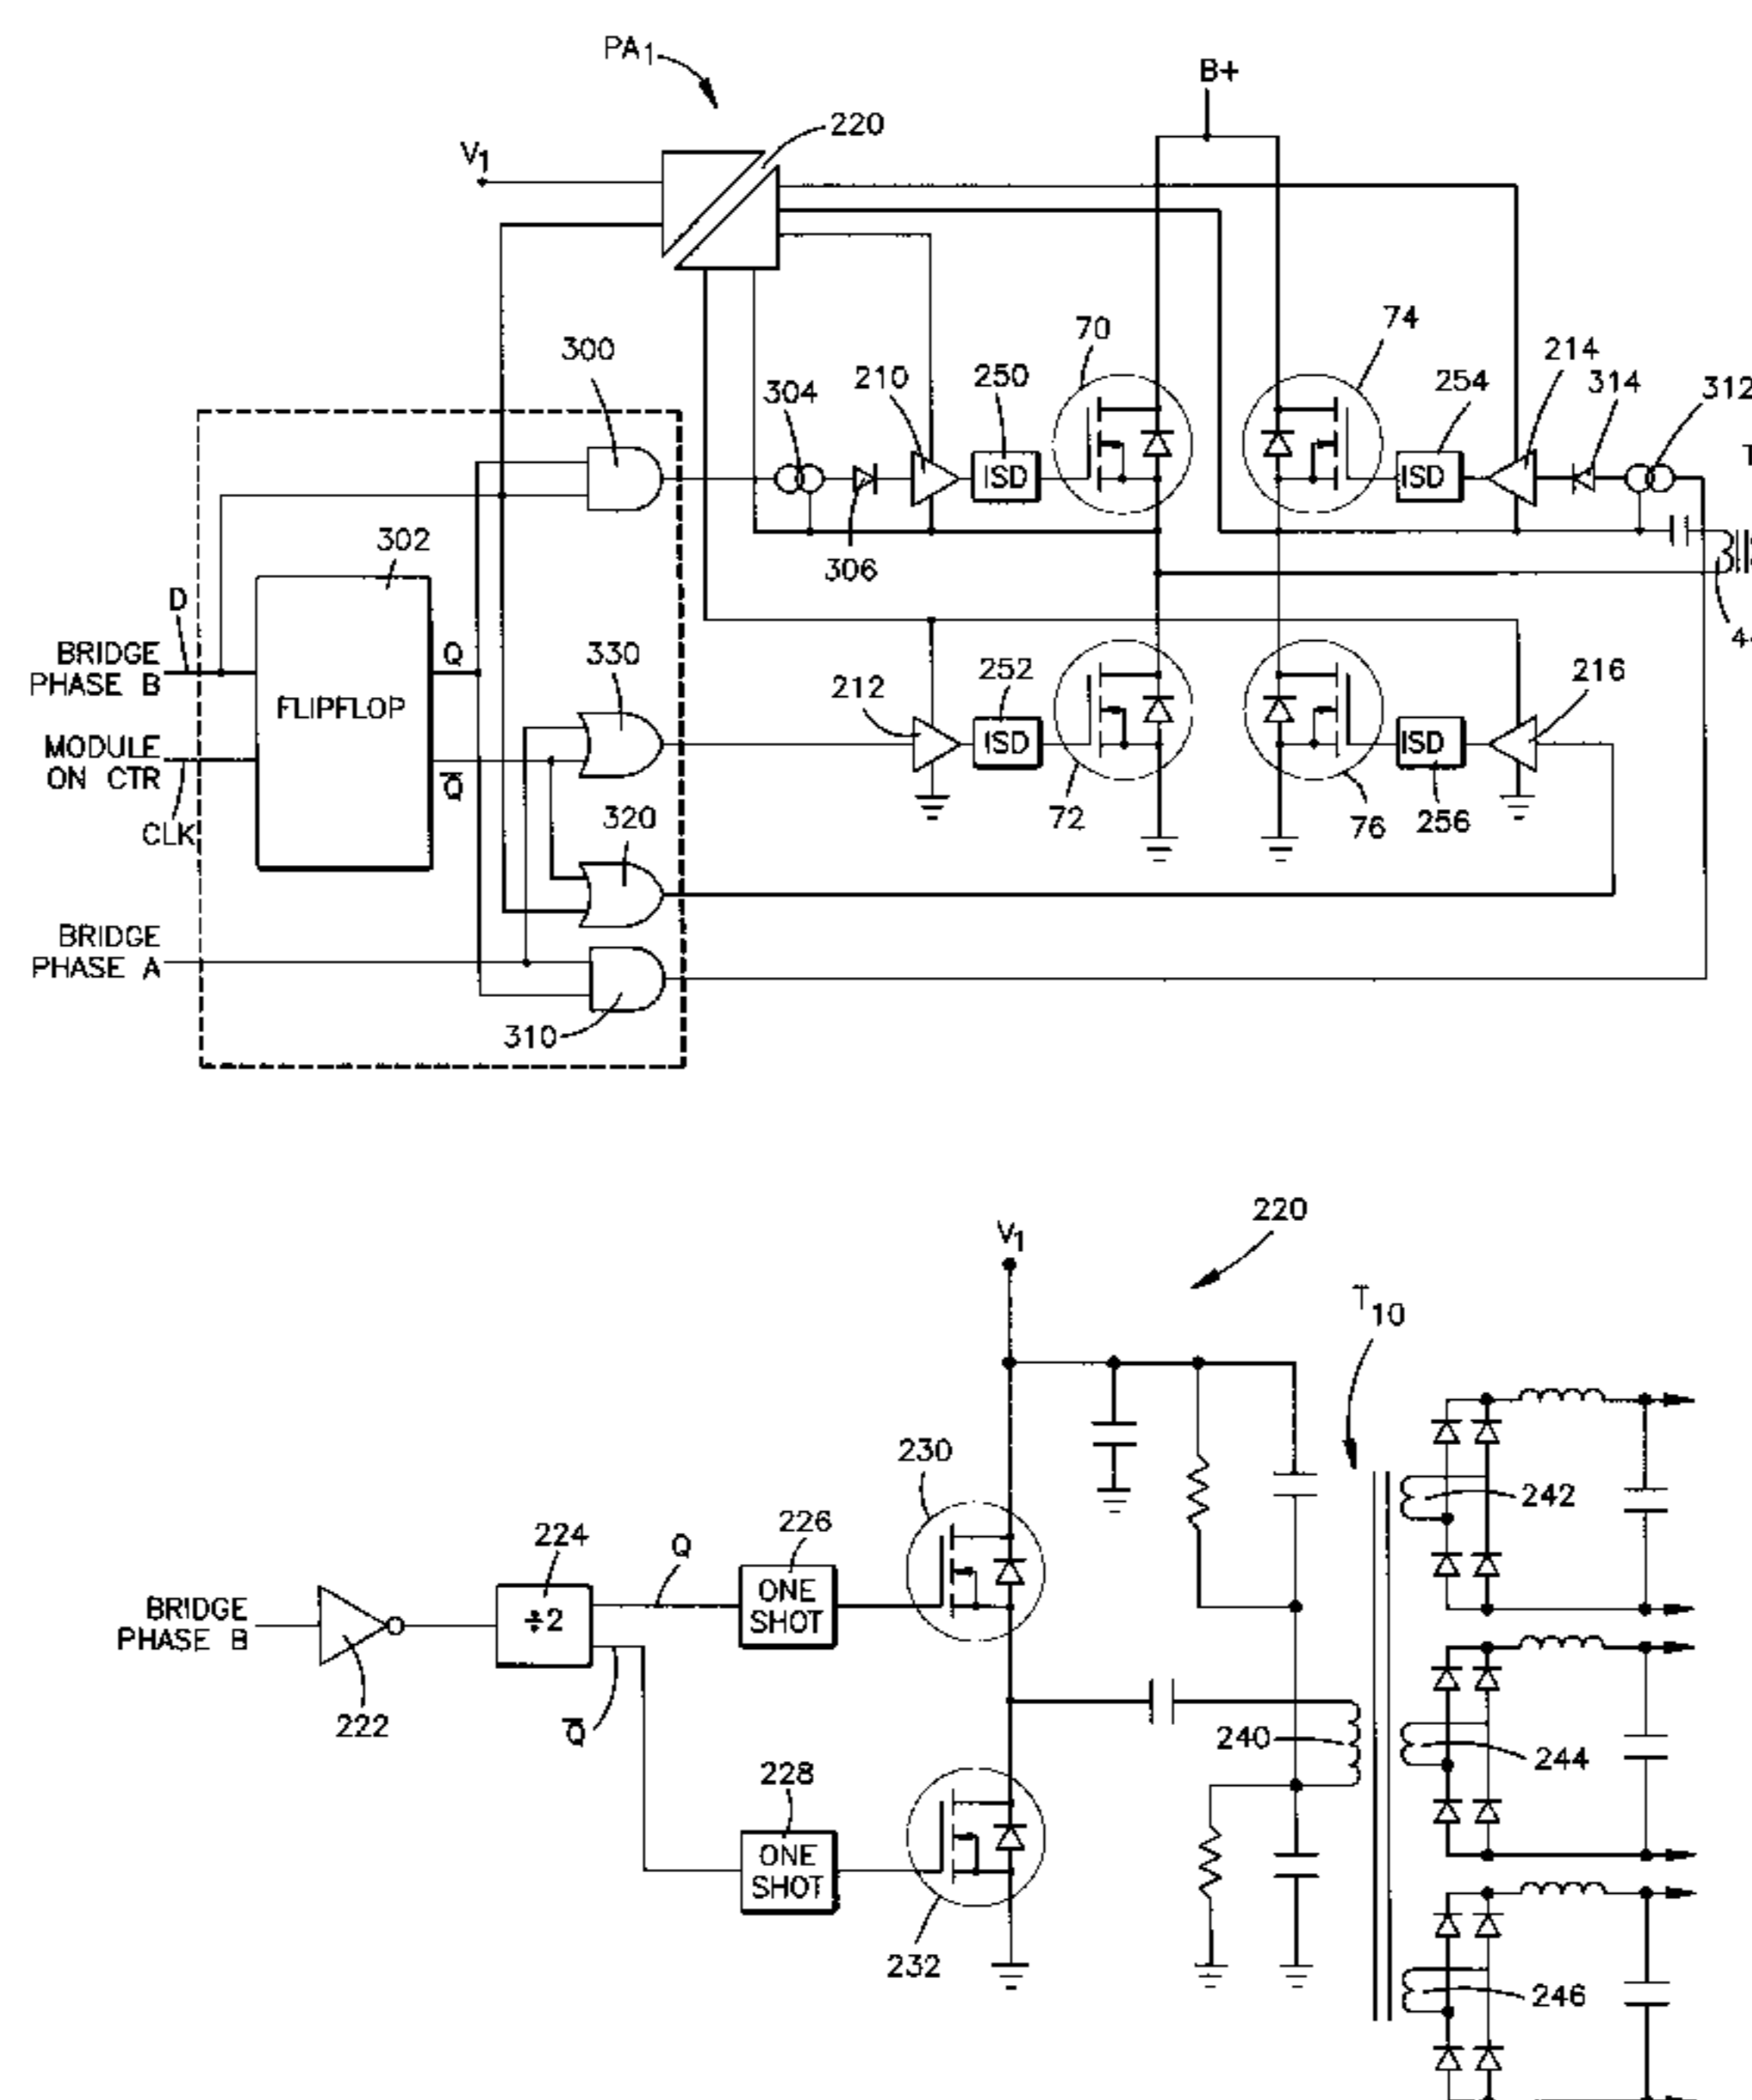 PA1
B+
220
V1
70
74
300
304
210
250
254
214
314
312
T
ISD
ISD
306
302
D
BRIDGE
PHASE B
Q
FLIPFLOP
330
212
252
216
44
MODULE
ON CTR
Q̅
ISD
ISD
CLK
320
72
76
256
BRIDGE
PHASE A
310
220
V1
T10
230
242
224
226
Q
BRIDGE
PHASE B
÷2
ONE
SHOT
222
Q̅
240
244
228
ONE
SHOT
232
246